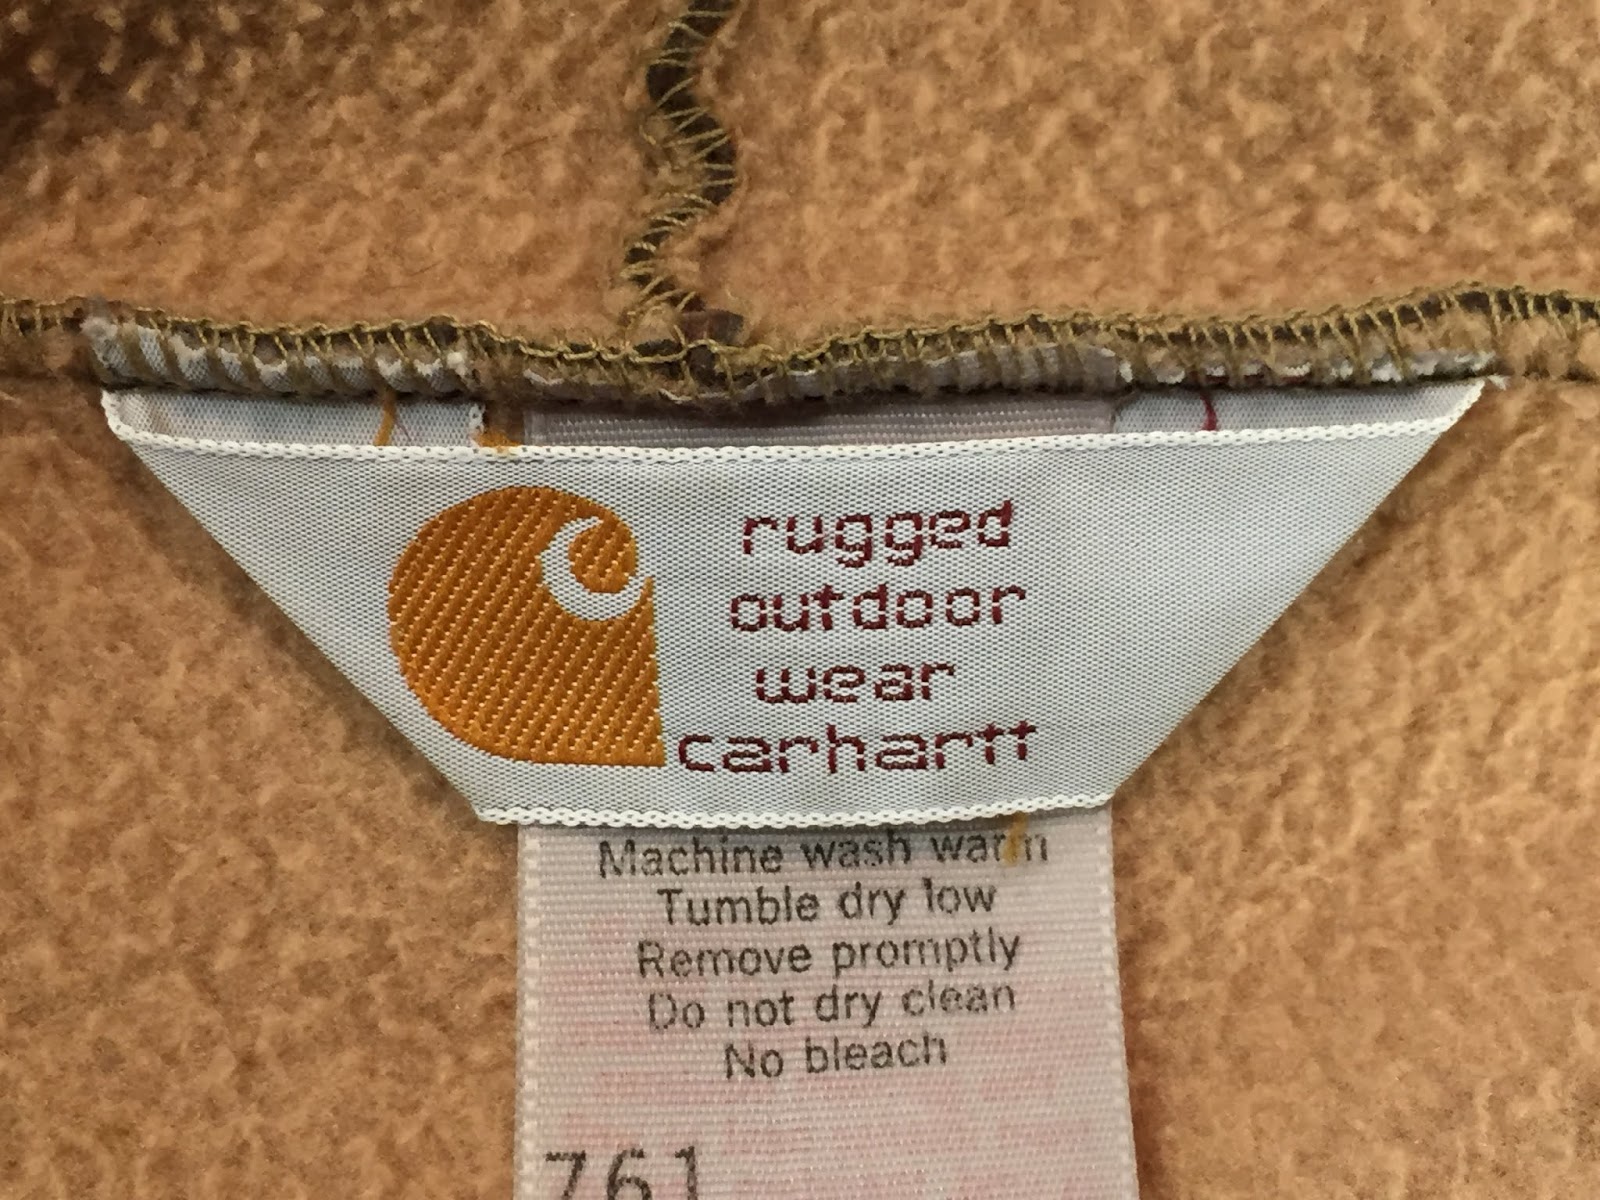 rugged
outdoor
wear
carhartt
Machine wash warm
Tumble dry low
Remove promptly
Do not dry clean
No bleach
761